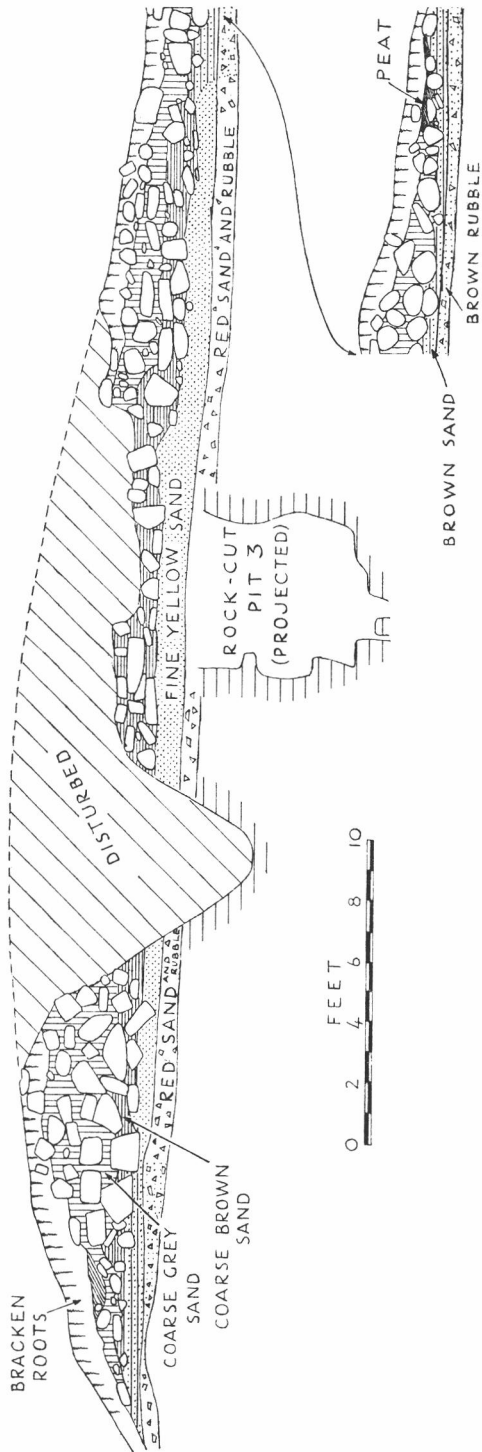 BRACKEN
ROOTS
COARSE GREY
SAND
COARSE BROWN
SAND
RED SAND AND
RUBBLE
DISTURBED
FINE YELLOW SAND
RED SAND AND RUBBLE
ROCK-CUT
PIT 3
(PROJECTED)
FEET
0 2 4 6 8 10
PEAT
BROWN SAND
BROWN RUBBLE